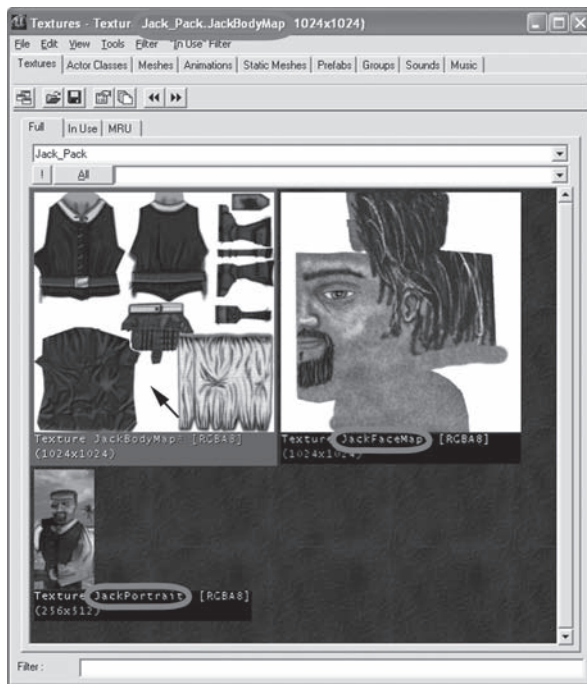 Textures - Textur Jack_Pack.JackBodyMap 1024x1024)
File Edit View Tools Filter "In Use" Filter
Textures Actor Classes Meshes Animations Static Meshes Prefabs Groups Sounds Music
Full In Use MRU
Jack_Pack
! All
Texture JackBodyMap [RGBA8]
(1024x1024)
Texture JackFaceMap [RGBA8]
(1024x1024)
Texture JackPortrait [RGBA8]
(256x512)
Filter :